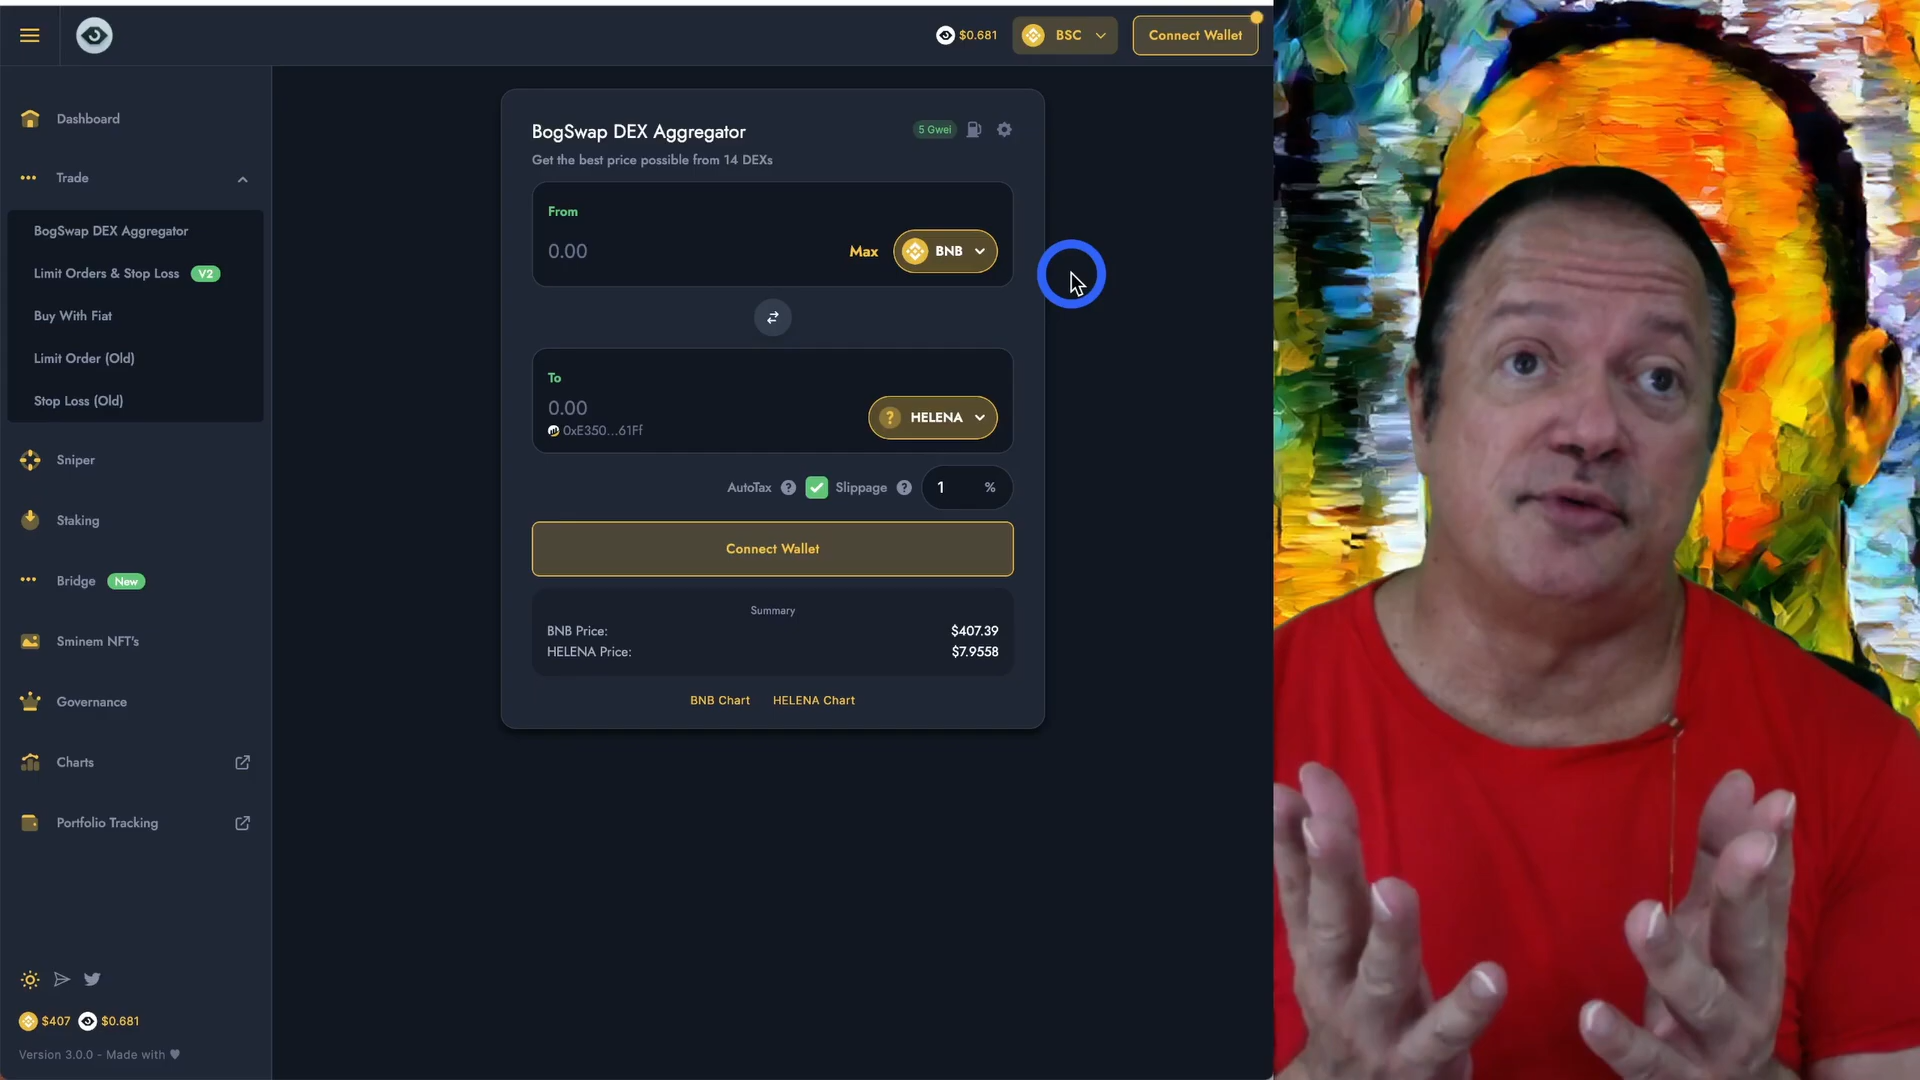 $0.681
BSC
Connect Wallet
Dashboard
Trade
BogSwap DEX Aggregator
Limit Orders & Stop Loss V2
Buy With Fiat
Limit Order (Old)
Stop Loss (Old)
Sniper
Staking
Bridge New
Sminem NFT's
Governance
Charts
Portfolio Tracking
$407 $0.681
Version 3.0.0 - Made with
BogSwap DEX Aggregator
5 Gwei
Get the best price possible from 14 DEXs
From
0.00 Max BNB
To
0.00
0xE350...61Ff
HELENA
AutoTax Slippage 1 %
Connect Wallet
Summary
BNB Price: $407.39
HELENA Price: $7.9558
BNB Chart HELENA Chart